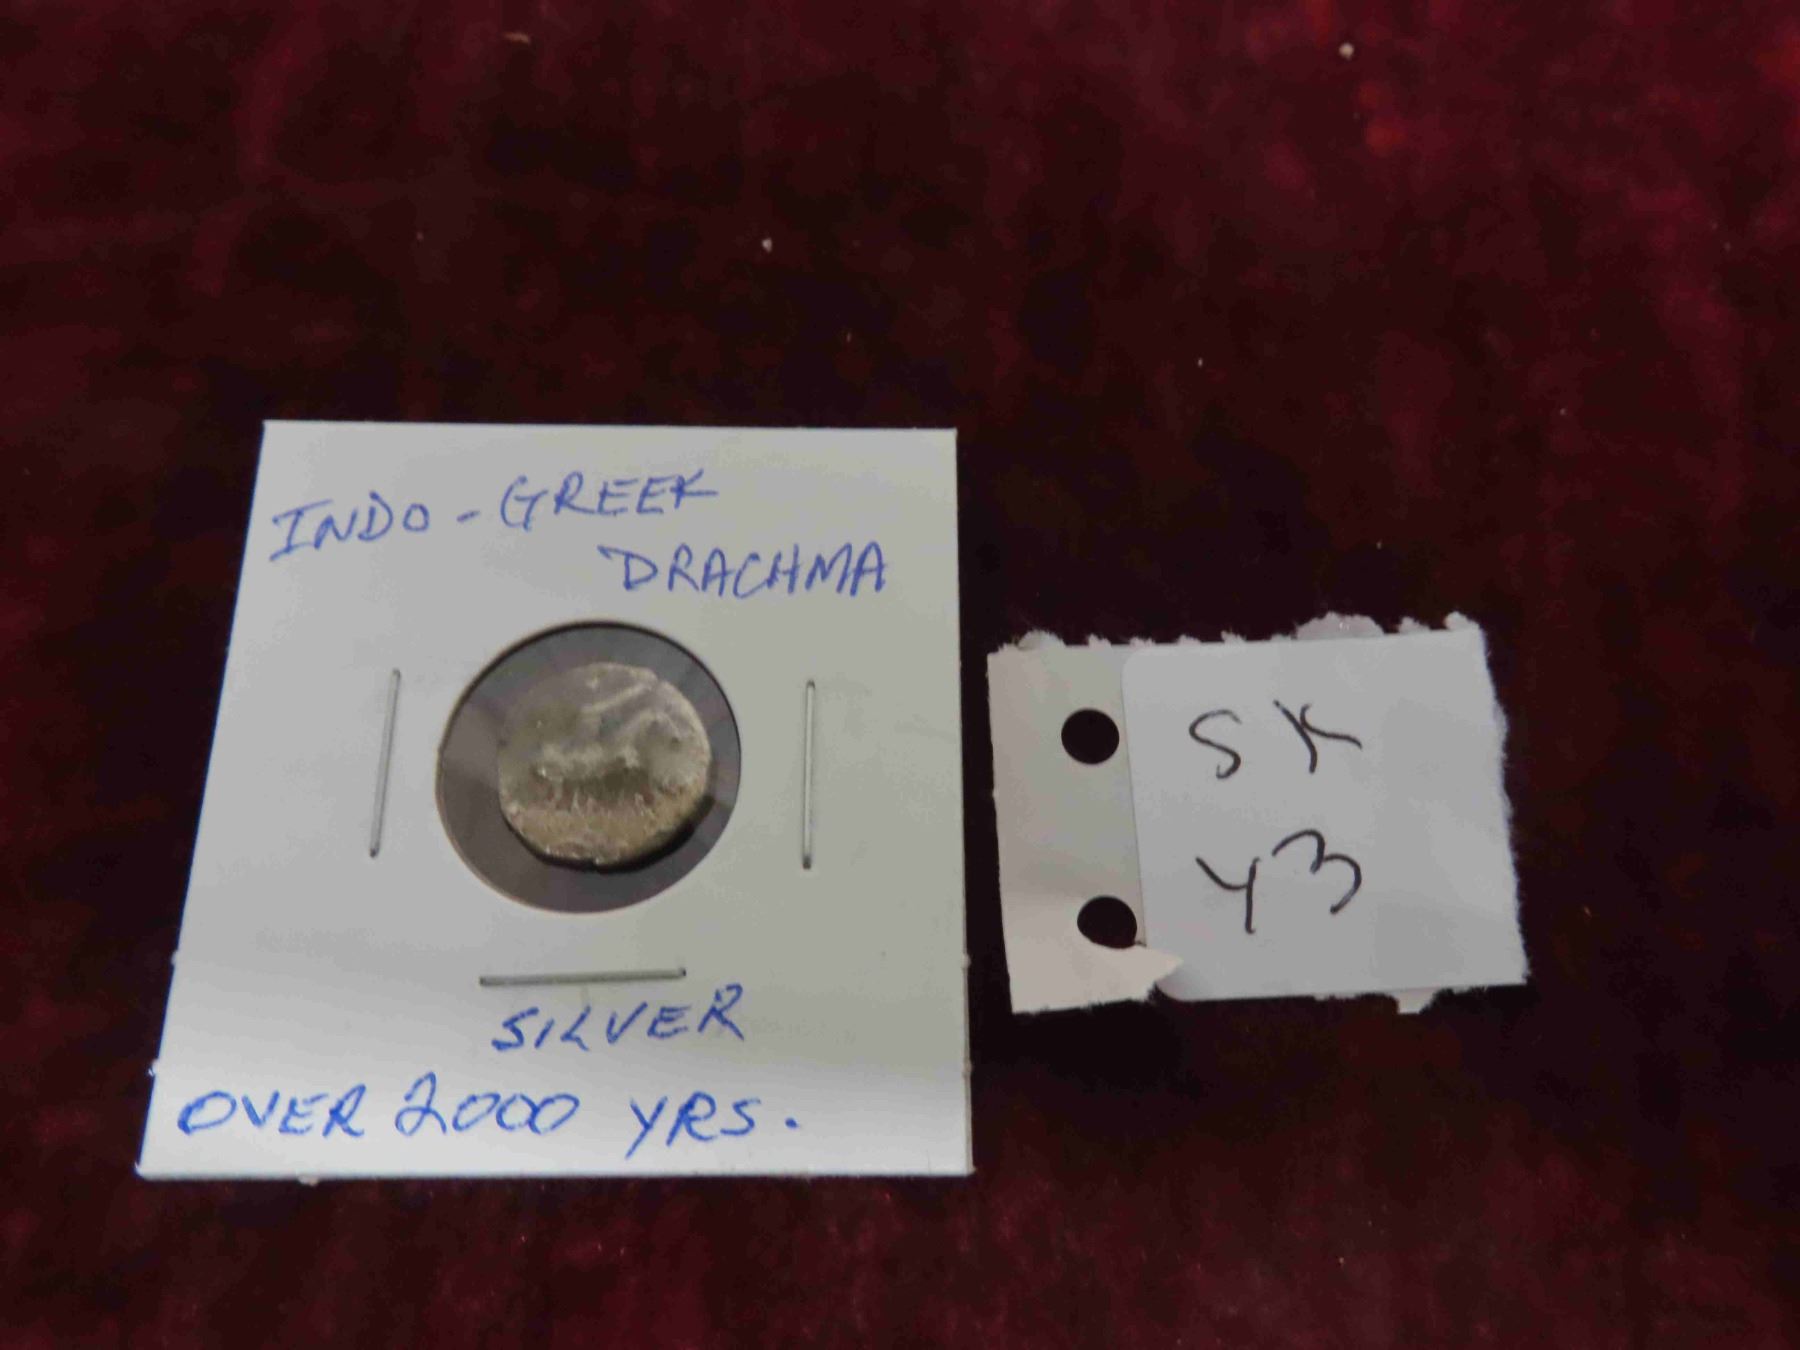 INDO-GREEK
DRACHMA
SILVER
OVER 2000 YRS.
SK
43